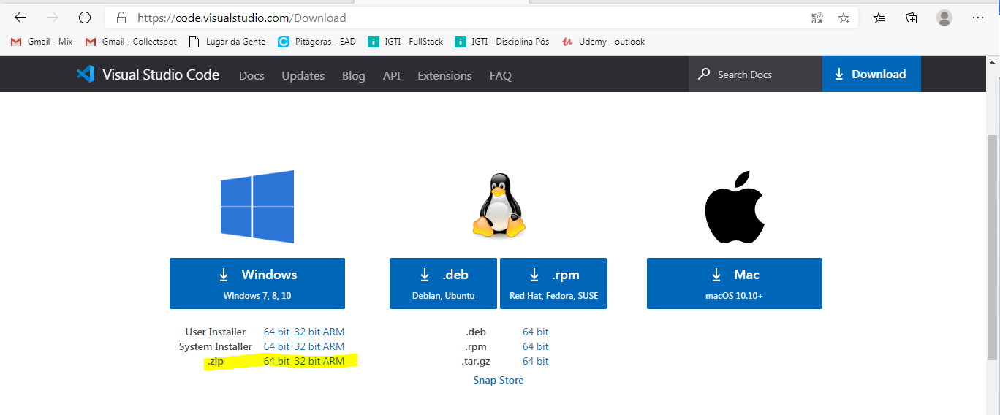 https://code.visualstudio.com/Download
Gmail - Mix Gmail - Collectspot Lugar da Gente Pitágoras - EAD IGTI - FullStack IGTI - Disciplina Pós Udemy - outlook
Visual Studio Code Docs Updates Blog API Extensions FAQ Search Docs Download
Windows
Windows 7, 8, 10
User Installer 64 bit 32 bit ARM
System Installer 64 bit 32 bit ARM
.zip 64 bit 32 bit ARM
.deb
Debian, Ubuntu
.rpm
Red Hat, Fedora, SUSE
.deb 64 bit
.rpm 64 bit
.tar.gz 64 bit
Snap Store
Mac
macOS 10.10+